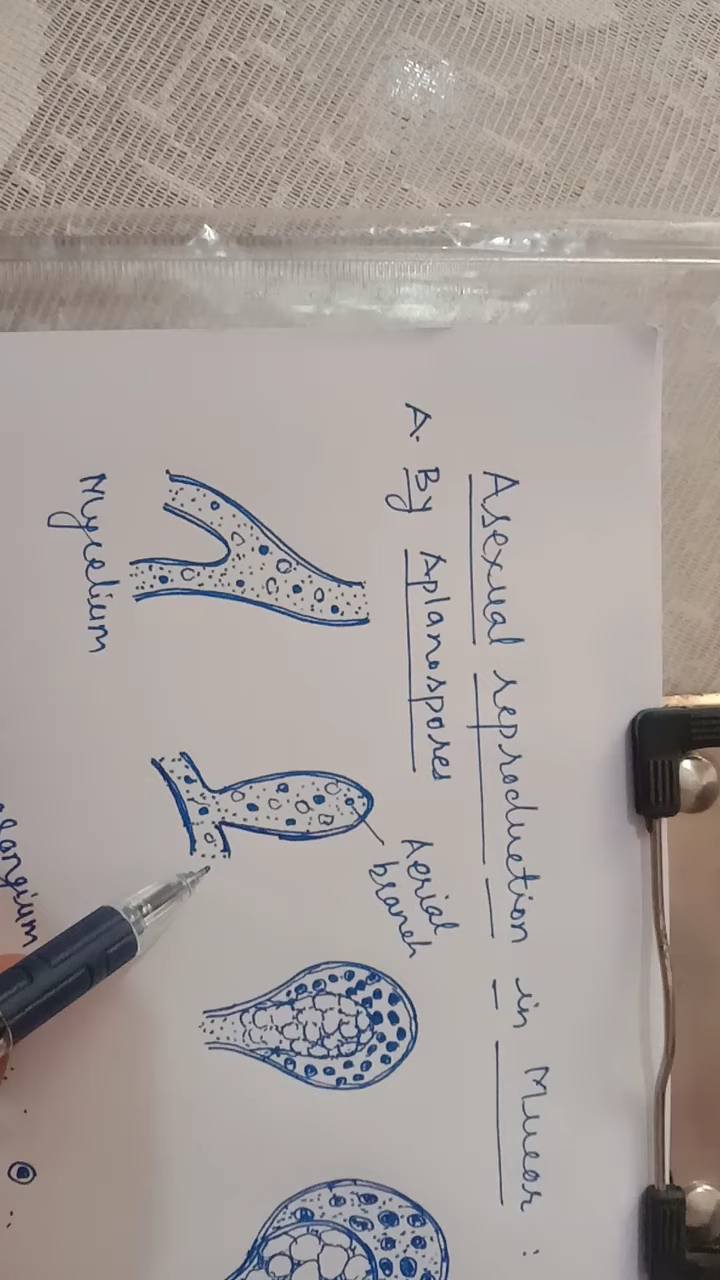 Asexual reproduction in Mucor :
A. By Aplanospores
Aerial
branch
Mycelium